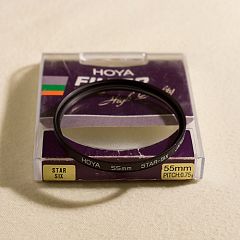 HOYA
FILTER
HOYA 55mm STAR-SIX
STAR
SIX
55mm
PITCH:0.75